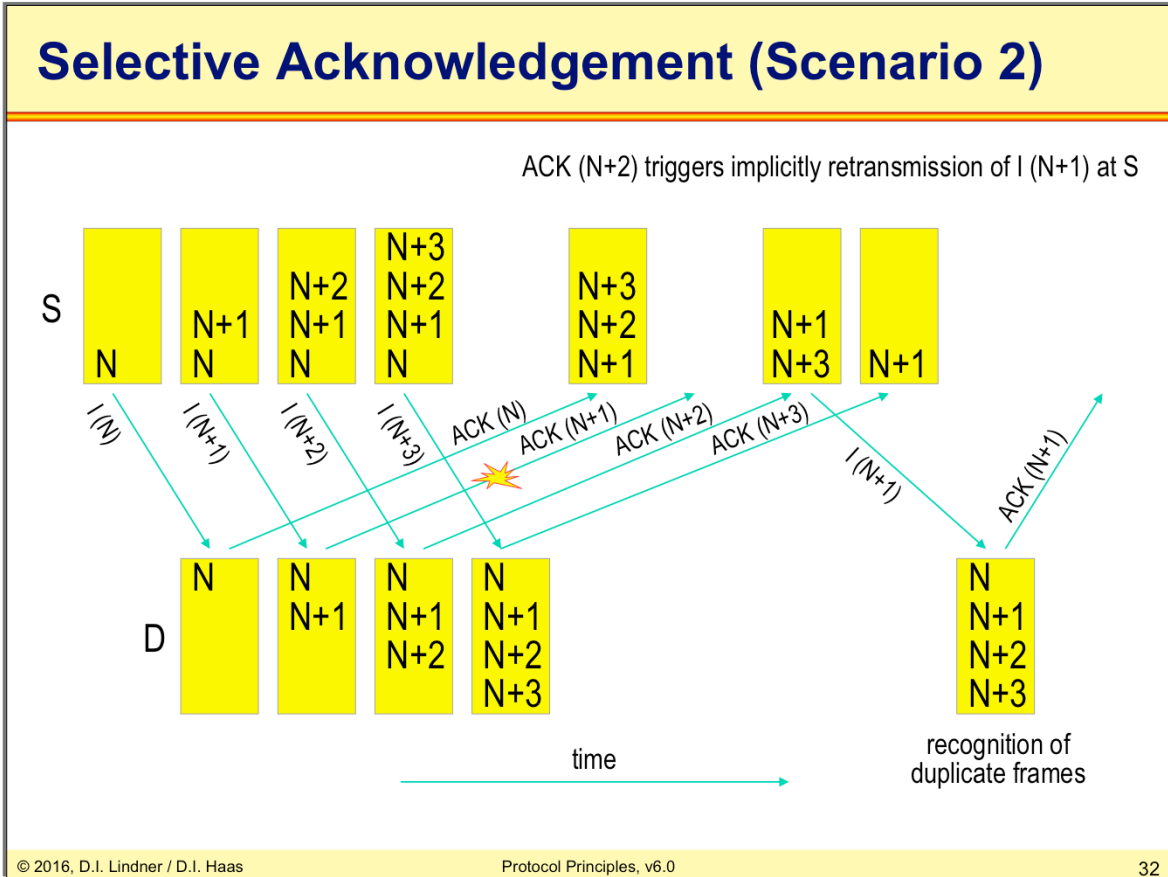 Selective Acknowledgement (Scenario 2)
ACK (N+2) triggers implicitly retransmission of I (N+1) at S
S
N
N+1
N
N+2
N+1
N
N+3
N+2
N+1
N
N+3
N+2
N+1
N+1
N+3
N+1
I (N)
I (N+1)
I (N+2)
I (N+3)
ACK (N)
ACK (N+1)
ACK (N+2)
ACK (N+3)
I (N+1)
ACK (N+1)
D
N
N
N+1
N
N+1
N+2
N
N+1
N+2
N+3
N
N+1
N+2
N+3
time
recognition of
duplicate frames
© 2016, D.I. Lindner / D.I. Haas
Protocol Principles, v6.0
32